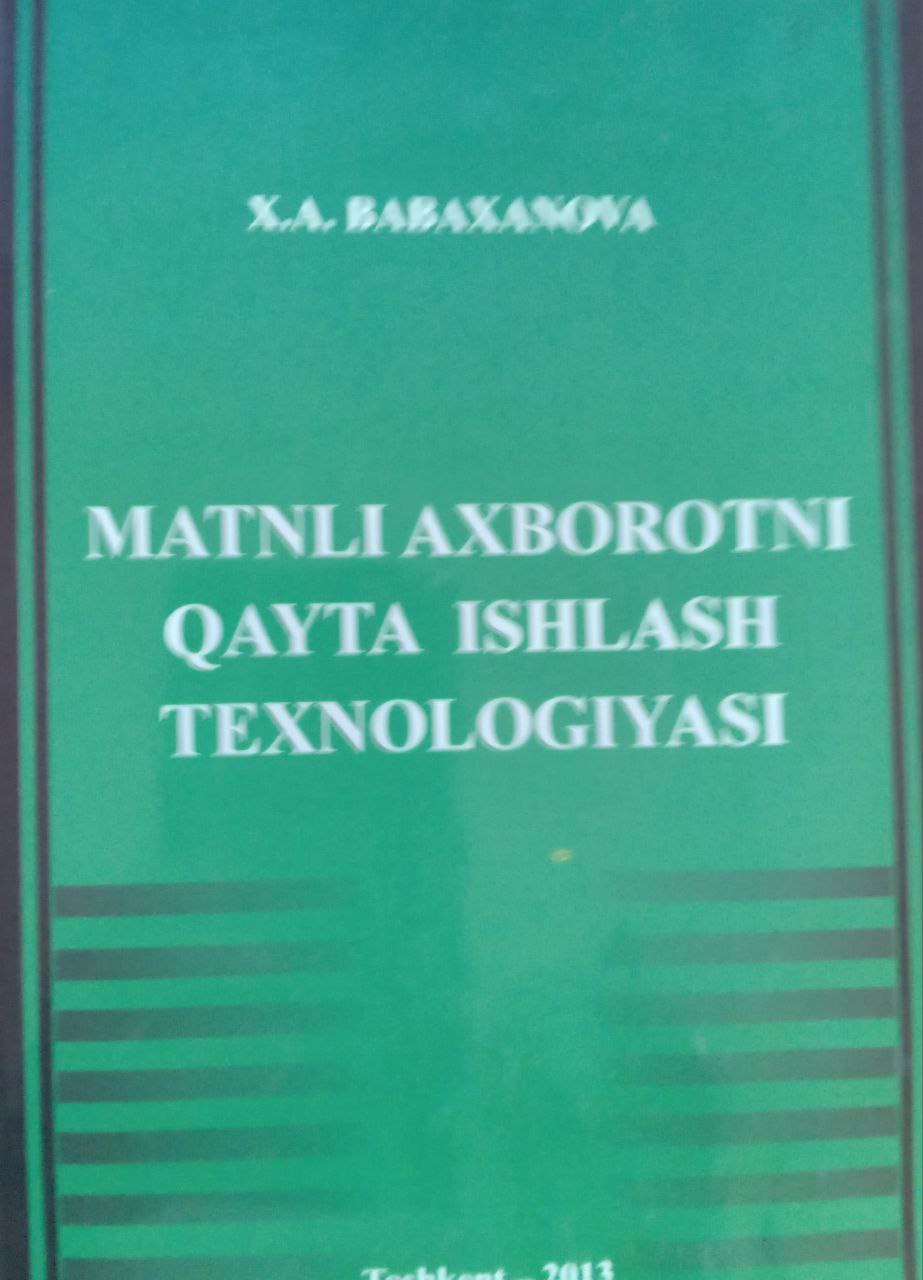 X.A. BABAXANOVA
MATNLI AXBOROTNI
QAYTA ISHLASH
TEXNOLOGIYASI
Toshkent – 2013